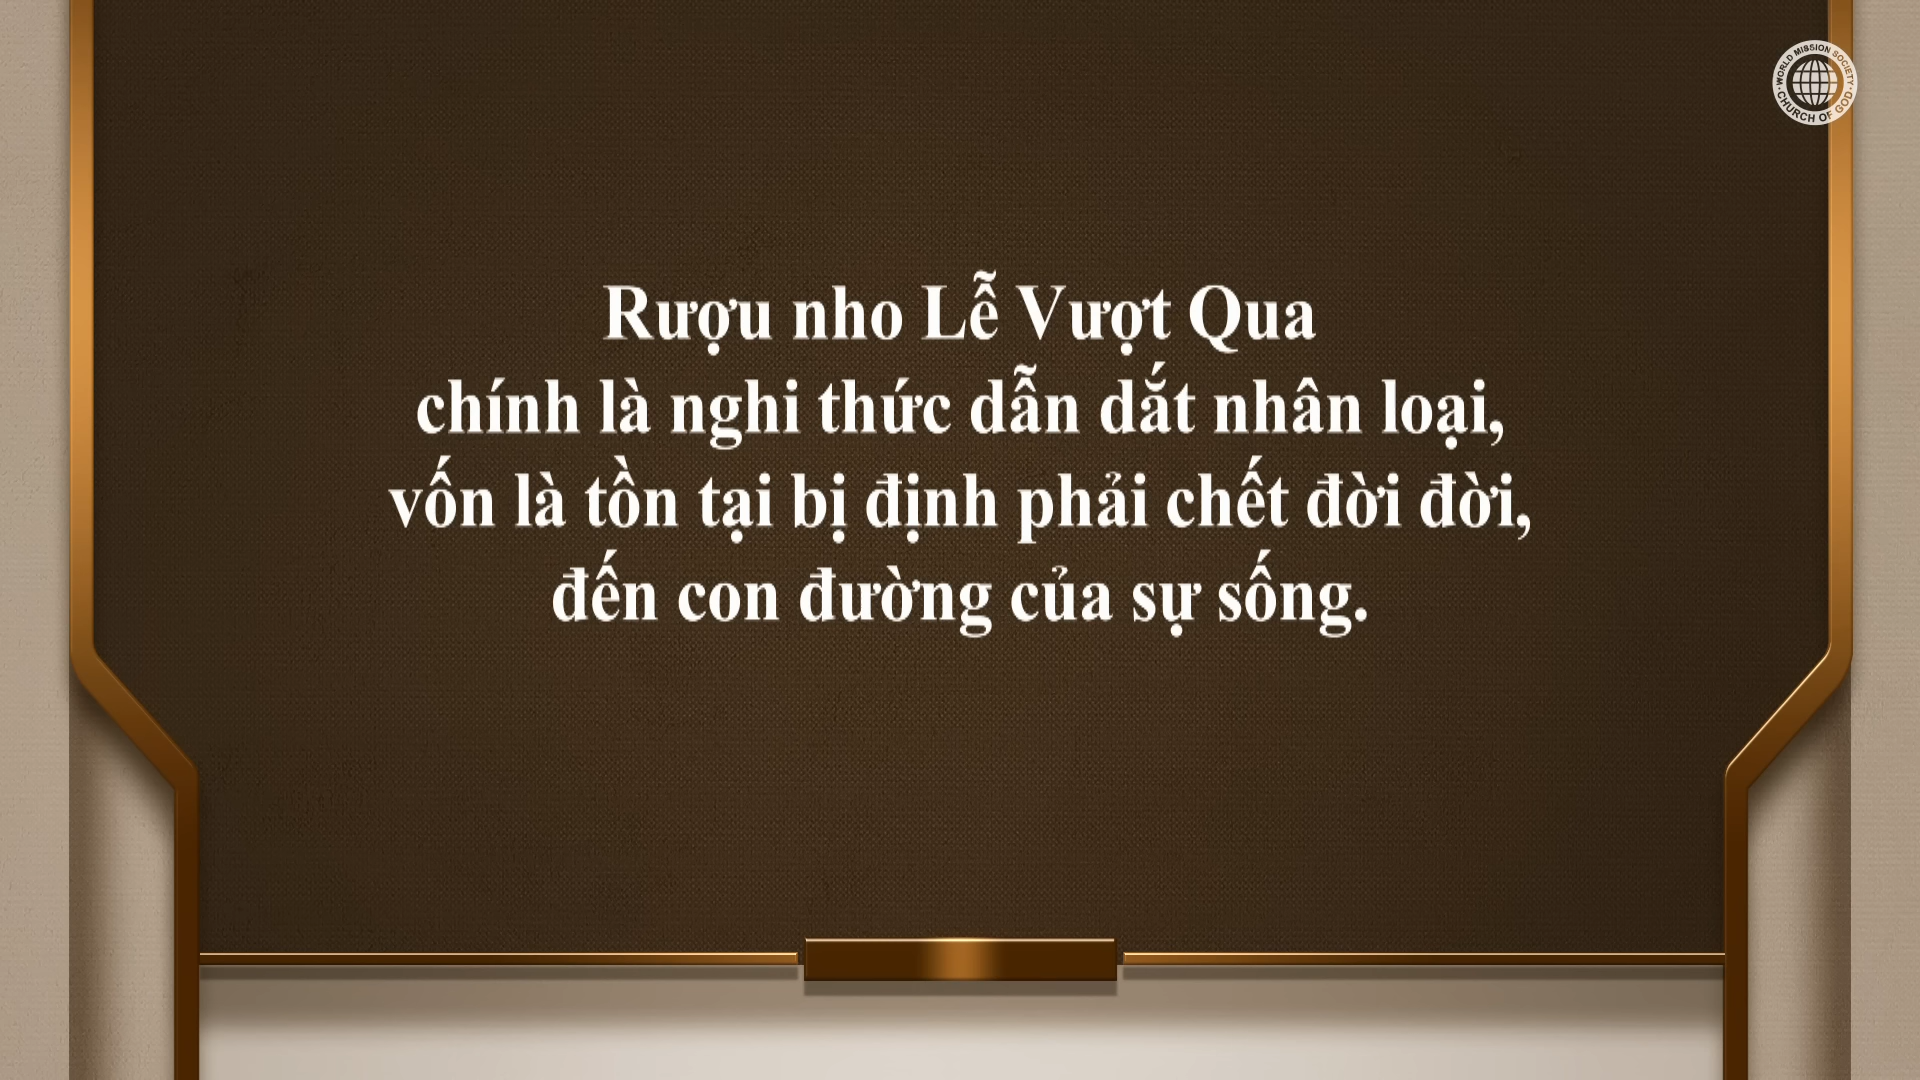 WORLD MISSION SOCIETY
CHURCH OF GOD
Rượu nho Lễ Vượt Qua
chính là nghi thức dẫn dắt nhân loại,
vốn là tồn tại bị định phải chết đời đời,
đến con đường của sự sống.